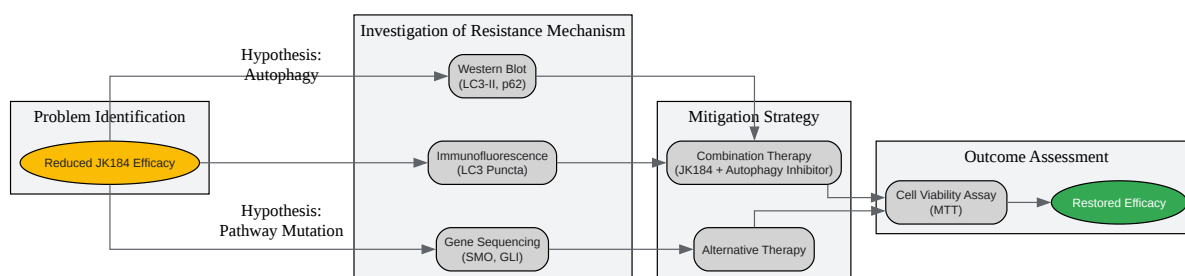 Problem Identification
Reduced JK184 Efficacy
Hypothesis:
Autophagy
Hypothesis:
Pathway Mutation
Investigation of Resistance Mechanism
Western Blot
(LC3-II, p62)
Immunofluorescence
(LC3 Puncta)
Gene Sequencing
(SMO, GLI)
Mitigation Strategy
Combination Therapy
(JK184 + Autophagy Inhibitor)
Alternative Therapy
Outcome Assessment
Cell Viability Assay
(MTT)
Restored Efficacy